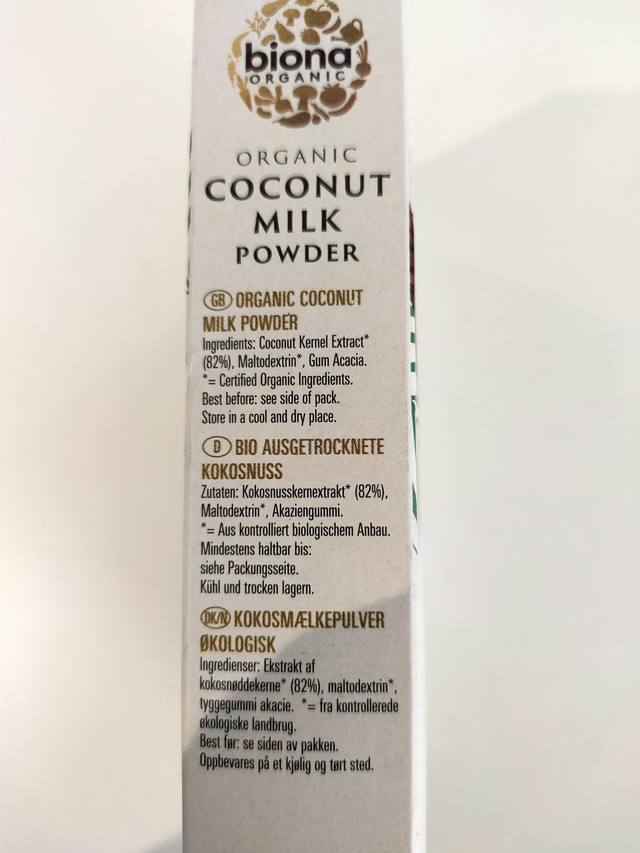 biona
ORGANIC
ORGANIC
COCONUT
MILK
POWDER
GB ORGANIC COCONUT
MILK POWDER
Ingredients: Coconut Kernel Extract*
(82%), Maltodextrin*, Gum Acacia.
*= Certified Organic Ingredients.
Best before: see side of pack.
Store in a cool and dry place.
D BIO AUSGETROCKNETE
KOKOSNUSS
Zutaten: Kokosnusskernextrakt* (82%),
Maltodextrin*, Akaziengummi.
*= Aus kontrolliert biologischem Anbau.
Mindestens haltbar bis:
siehe Packungsseite.
Kühl und trocken lagern.
DK/N KOKOSMÆLKEPULVER
ØKOLOGISK
Ingredienser: Ekstrakt af
kokosnøddekerne* (82%), maltodextrin*,
tyggegummi akacie. *= fra kontrollerede
økologiske landbrug.
Best før: se siden av pakken.
Oppbevares på et kjølig og tørt sted.